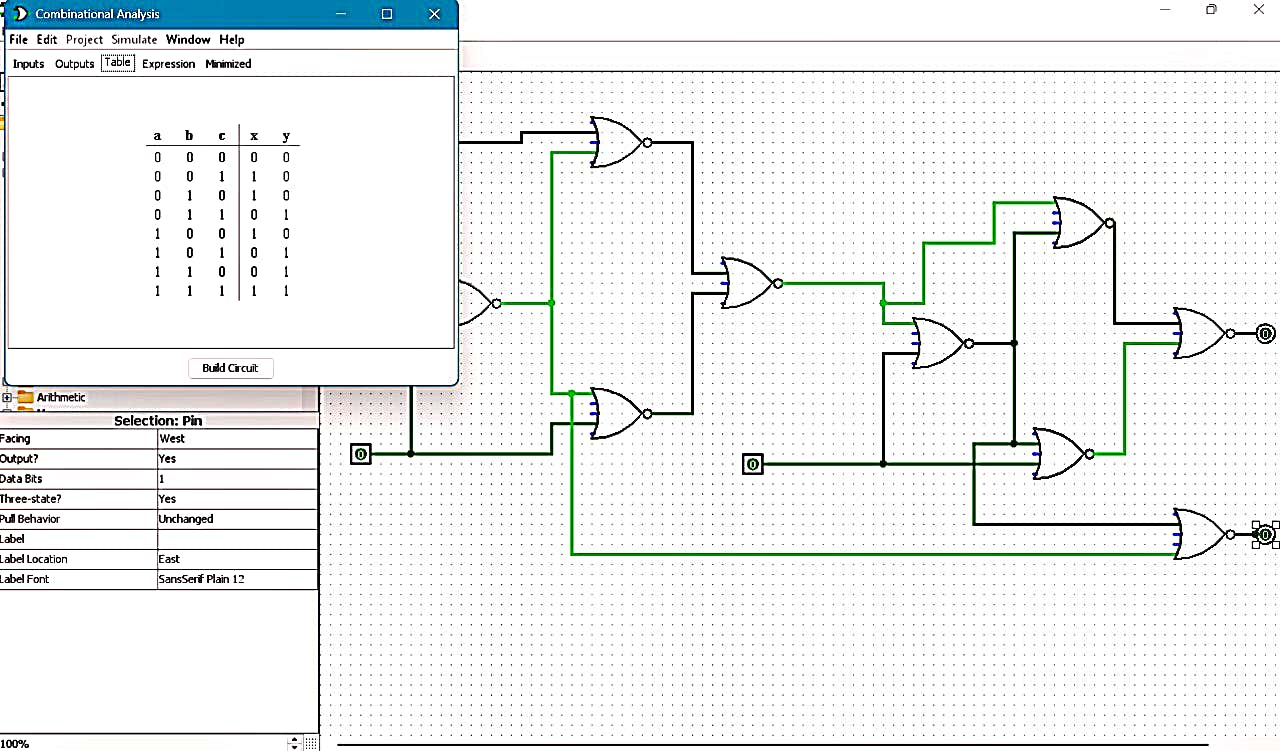 Combinational Analysis
File Edit Project Simulate Window Help
Inputs Outputs Table Expression Minimized
a b c x y
0 0 0 0 0
0 0 1 1 0
0 1 0 1 0
0 1 1 0 1
1 0 0 1 0
1 0 1 0 1
1 1 0 0 1
1 1 1 1 1
Build Circuit
Arithmetic
Selection: Pin
Facing West
Output? Yes
Data Bits 1
Three-state? Yes
Pull Behavior Unchanged
Label
Label Location East
Label Font SansSerif Plain 12
0
0
0
0
100%